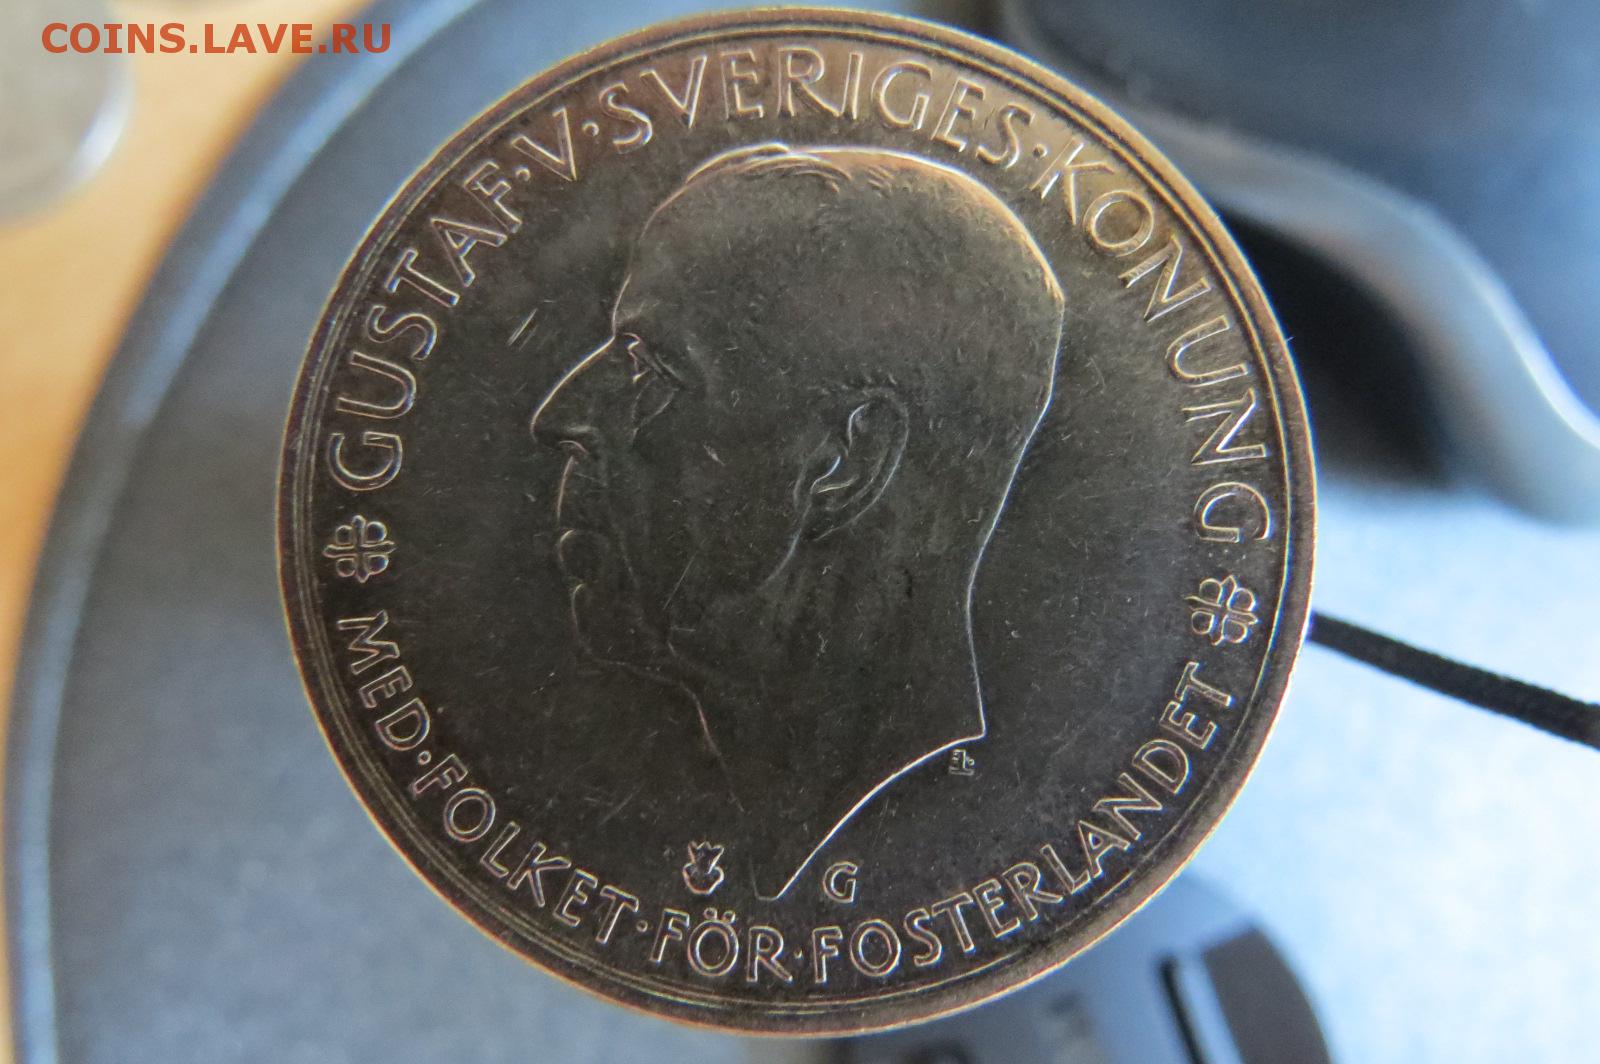 COINS.LAVE.RU
GUSTAF·V·SVERIGES·KONUNG
G
MED·FOLKET·FÖR·FOSTERLANDET